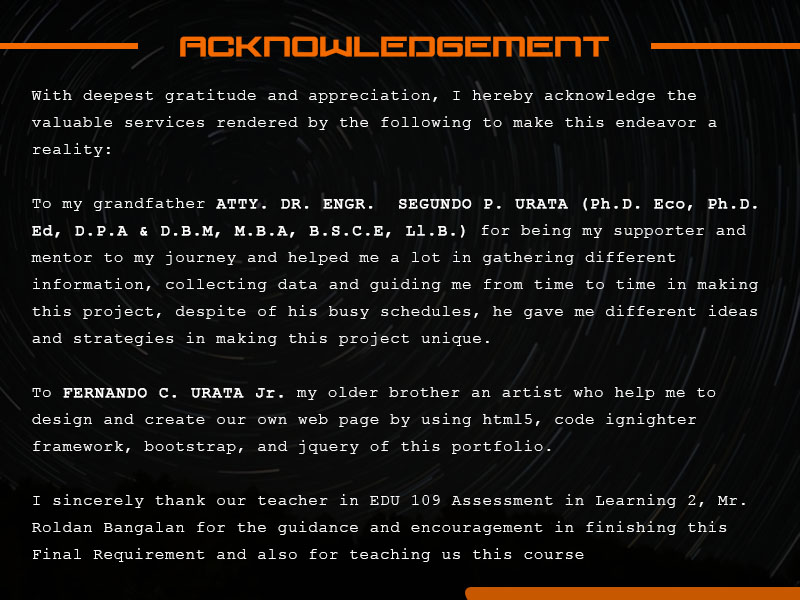 ACKNOWLEDGEMENT
With deepest gratitude and appreciation, I hereby acknowledge the
valuable services rendered by the following to make this endeavor a
reality:
To my grandfather ATTY. DR. ENGR. SEGUNDO P. URATA (Ph.D. Eco, Ph.D.
Ed, D.P.A & D.B.M, M.B.A, B.S.C.E, Ll.B.) for being my supporter and
mentor to my journey and helped me a lot in gathering different
information, collecting data and guiding me from time to time in making
this project, despite of his busy schedules, he gave me different ideas
and strategies in making this project unique.
To FERNANDO C. URATA Jr. my older brother an artist who help me to
design and create our own web page by using html5, code ignighter
framework, bootstrap, and jquery of this portfolio.
I sincerely thank our teacher in EDU 109 Assessment in Learning 2, Mr.
Roldan Bangalan for the guidance and encouragement in finishing this
Final Requirement and also for teaching us this course